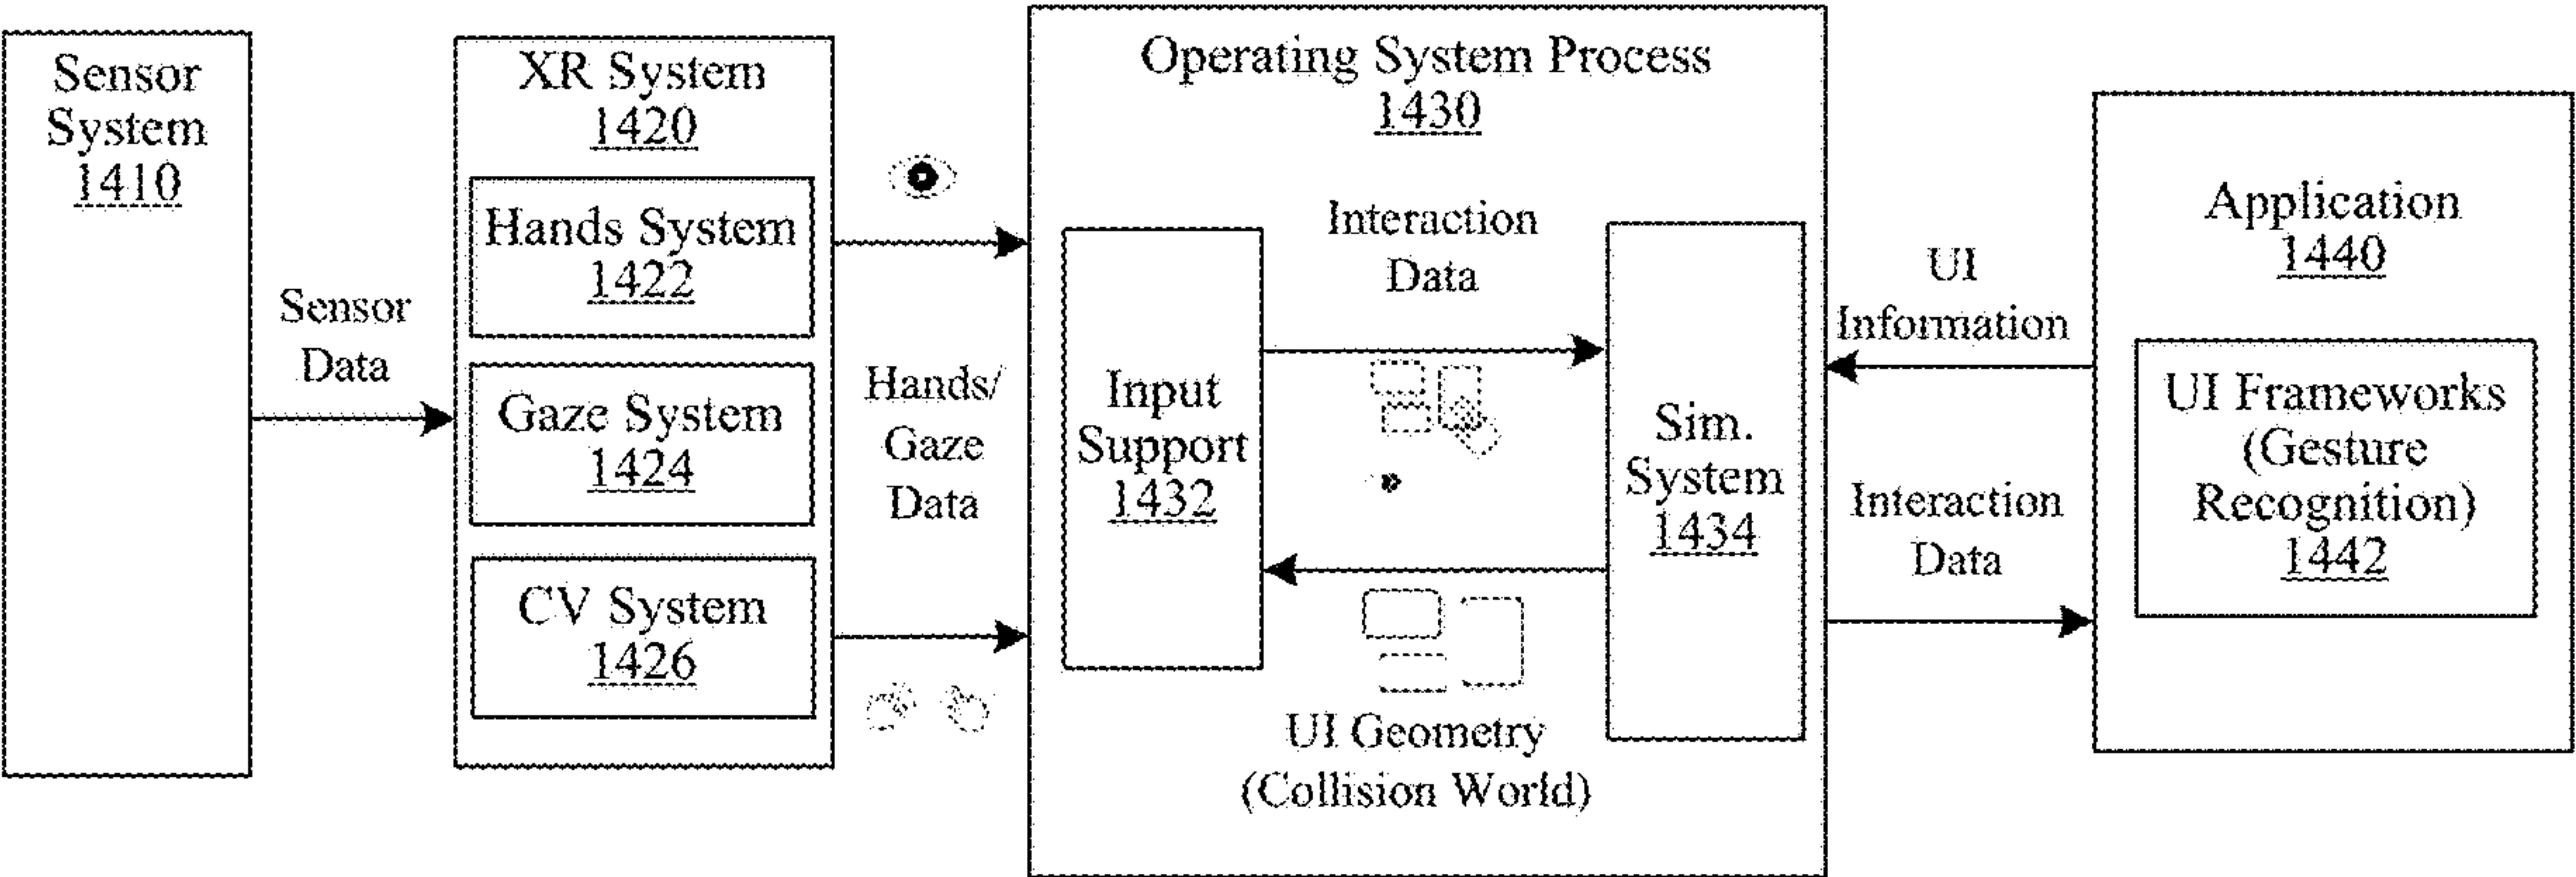 Sensor
System
1410
Sensor
Data
XR System
1420
Hands System
1422
Gaze System
1424
CV System
1426
Hands/
Gaze
Data
Operating System Process
1430
Input
Support
1432
Interaction
Data
UI Geometry
(Collision World)
Sim.
System
1434
UI
Information
Interaction
Data
Application
1440
UI Frameworks
(Gesture
Recognition)
1442